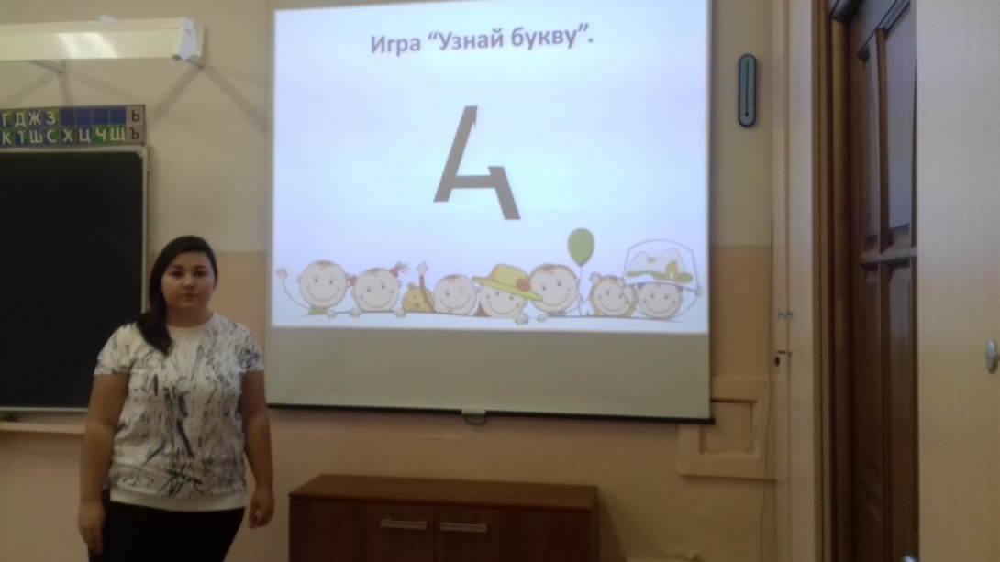 Игра “Узнай букву”.
Г Д Ж З Ь
К Т Ш С Х Ц Ч Щ Ъ